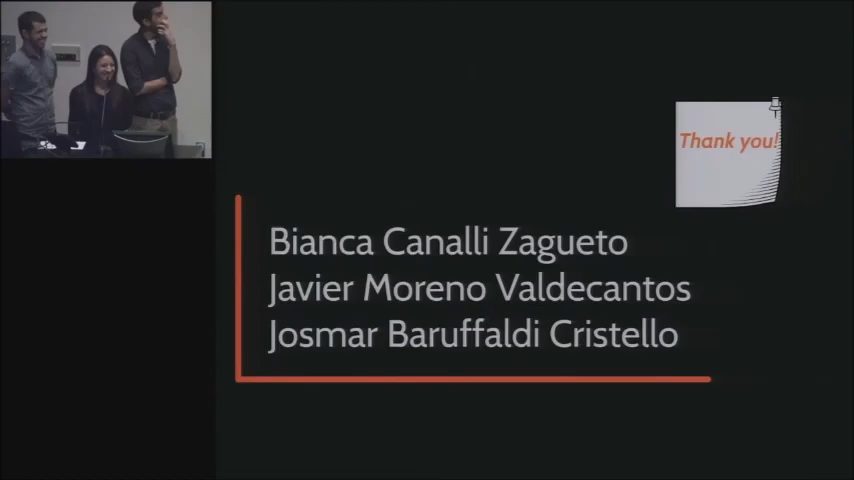 Thank you!
Bianca Canalli Zagueto
Javier Moreno Valdecantos
Josmar Baruffaldi Cristello